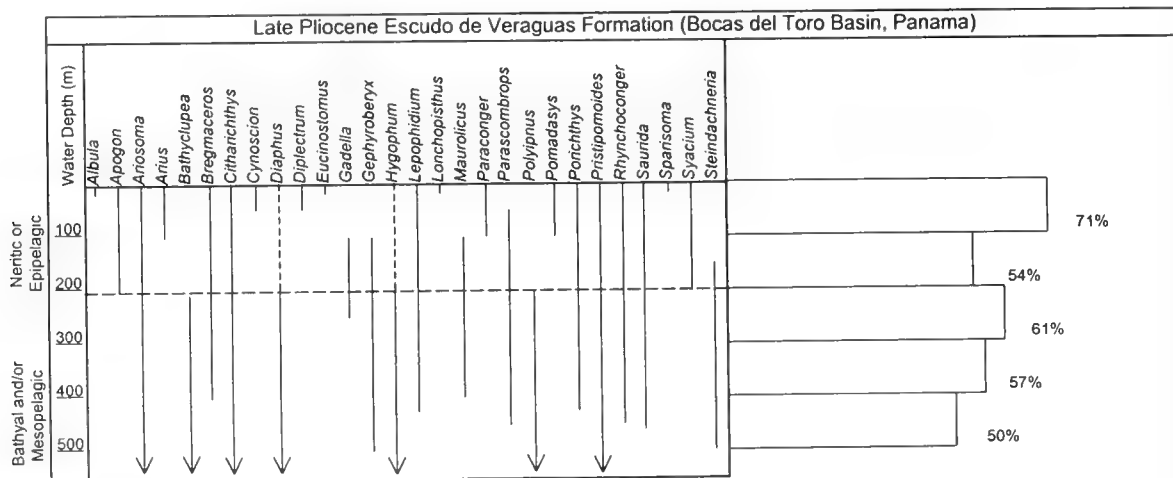 Late Pliocene Escudo de Veraguas Formation (Bocas del Toro Basin, Panama)
Water Depth (m)
Albula
Apogon
Ariosoma
Arius
Bathyclupea
Bregmaceros
Citharichthys
Cynoscion
Diaphus
Diplectrum
Eucinostomus
Gadella
Gephyroberyx
Hygophum
Lepophidium
Lonchopisthus
Maurolicus
Paraconger
Parascombrops
Polyipnus
Pomadasys
Porichthys
Pristipomoides
Rhynchoconger
Saurida
Sparisoma
Syacium
Steindachneria
Neritic or
Epipelagic
Bathyal and/or
Mesopelagic
100
200
300
400
500
71%
54%
61%
57%
50%